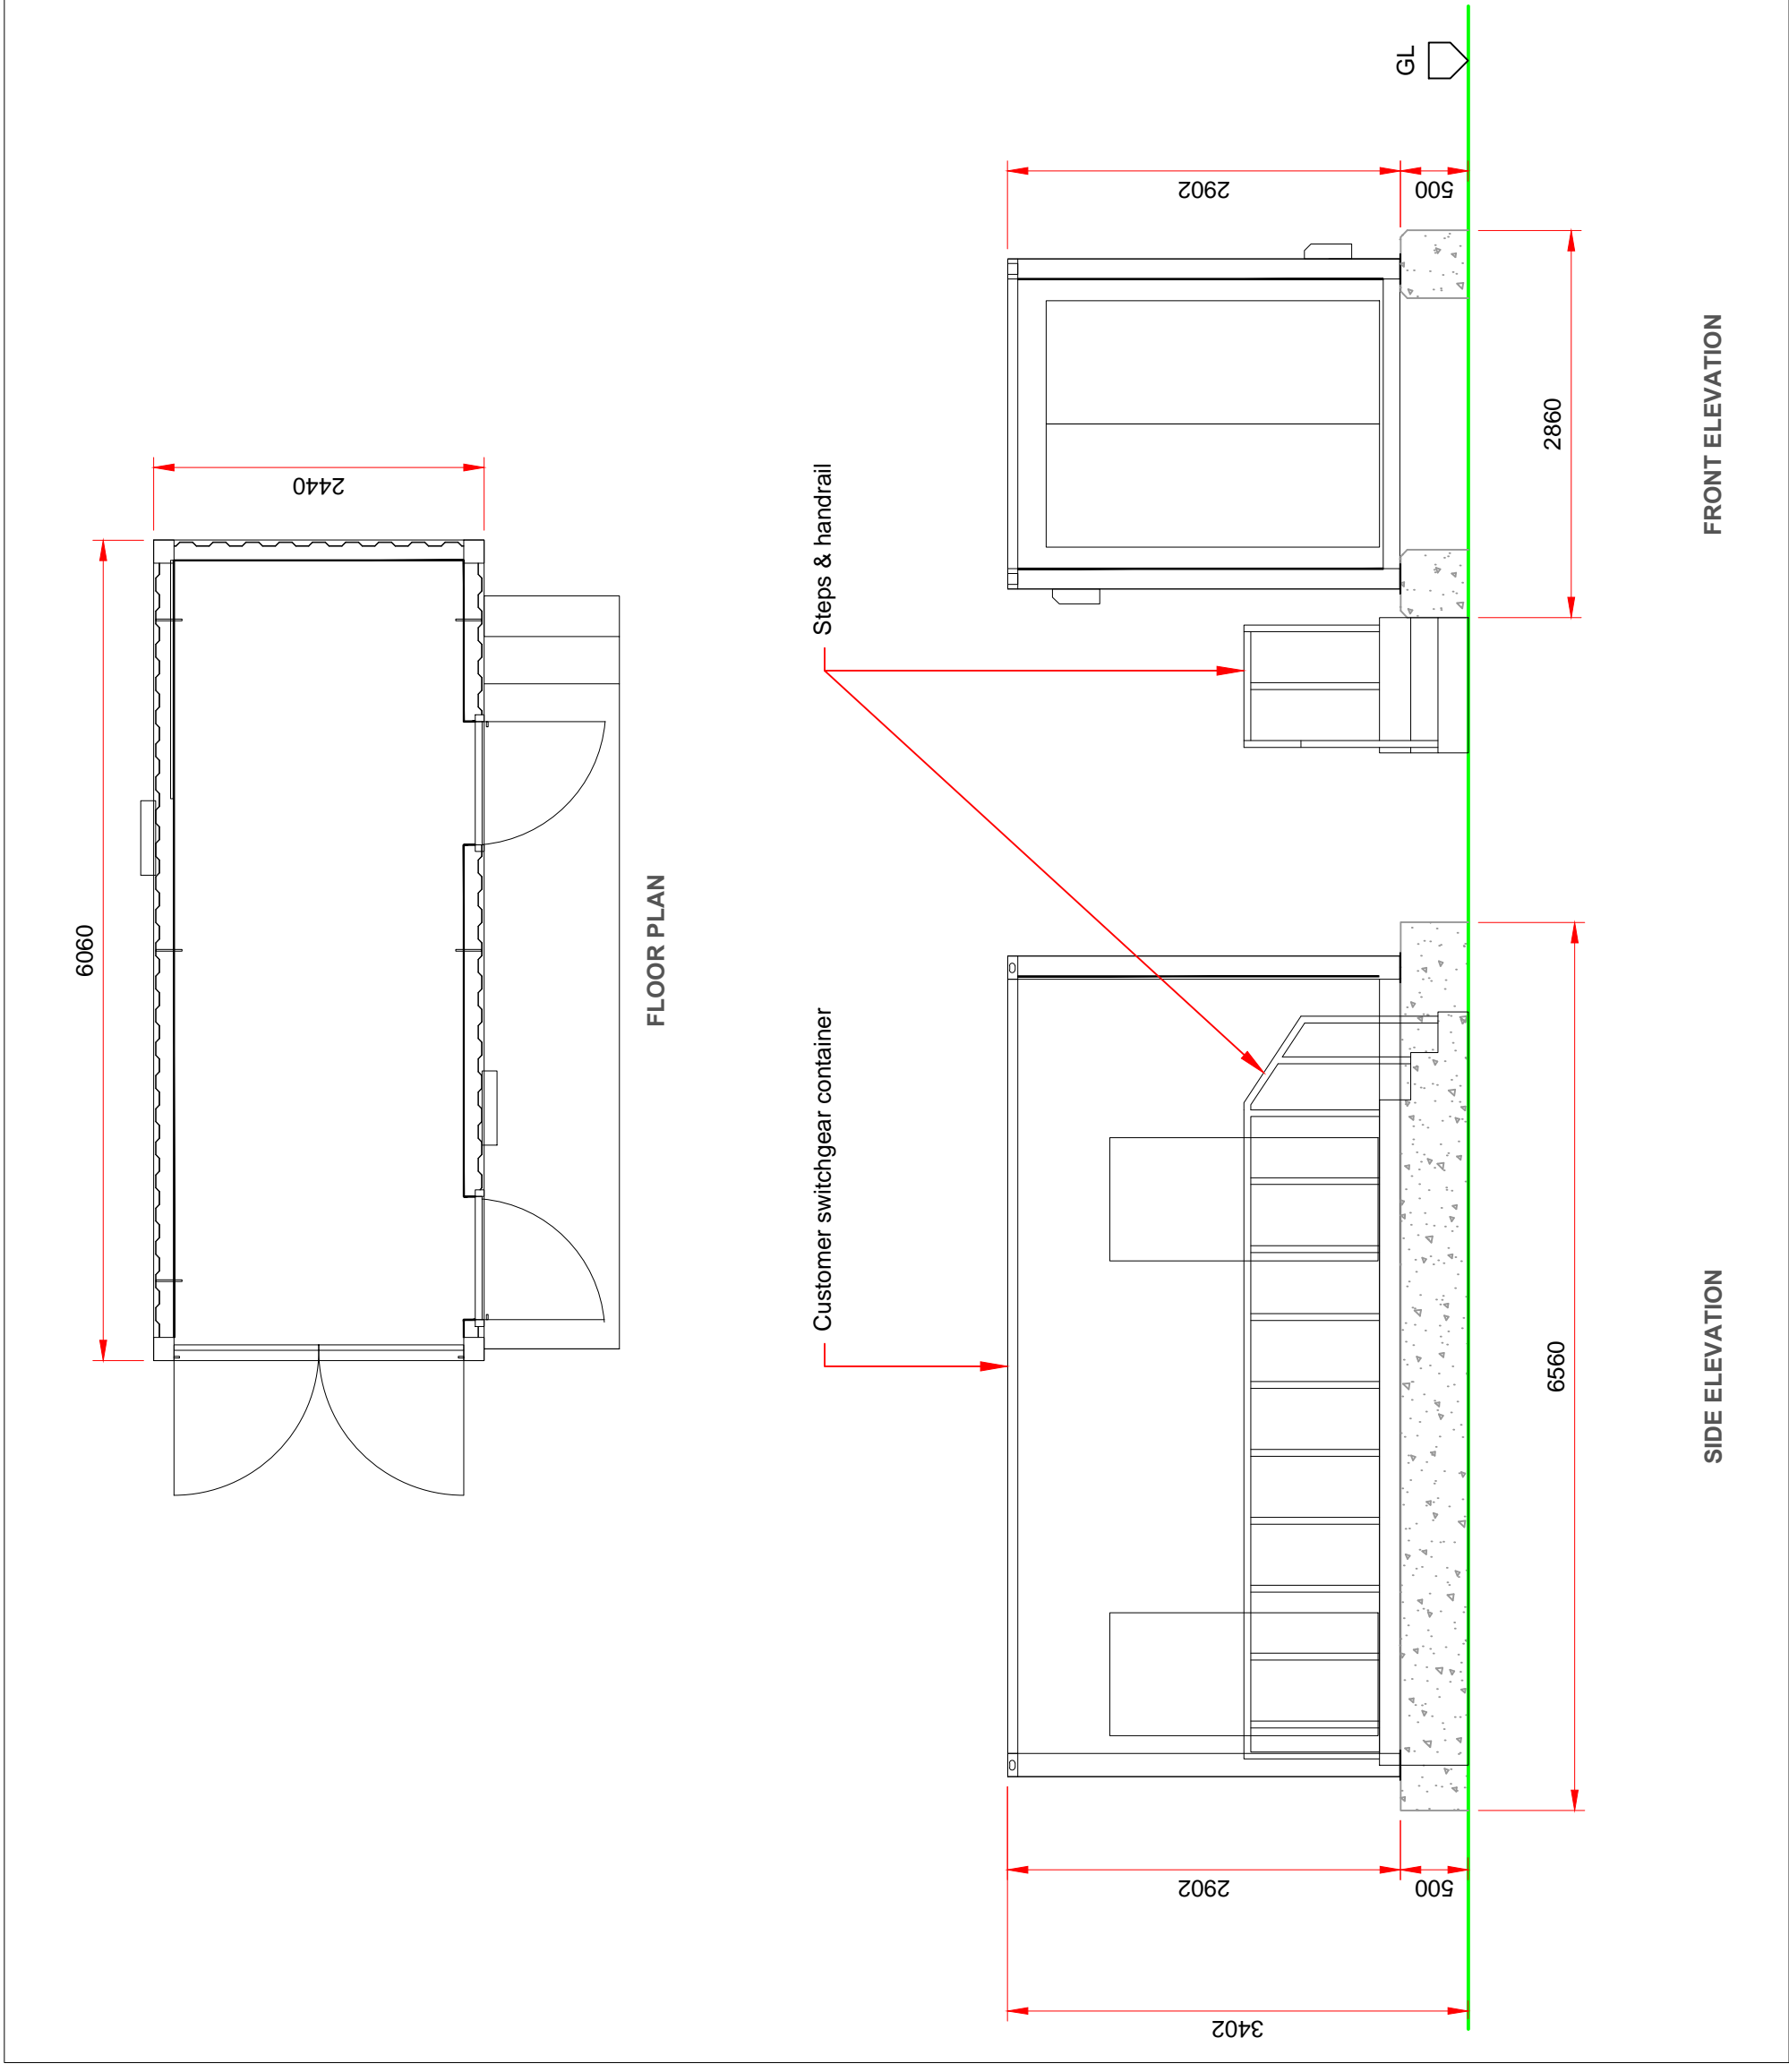 6060
2440
FLOOR PLAN
Customer switchgear container
Steps & handrail
3402
2902
500
6560
SIDE ELEVATION
2902
500
2860
GL
FRONT ELEVATION